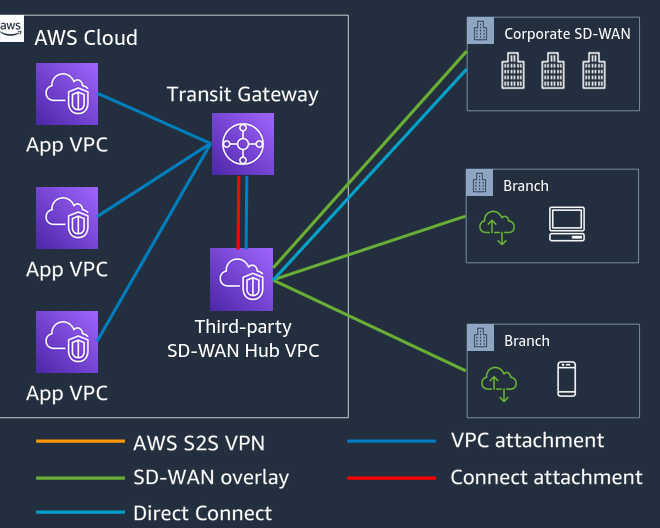 aws
AWS Cloud
Corporate SD-WAN
Transit Gateway
App VPC
Branch
App VPC
Third-party
SD-WAN Hub VPC
Branch
App VPC
AWS S2S VPN
VPC attachment
SD-WAN overlay
Connect attachment
Direct Connect